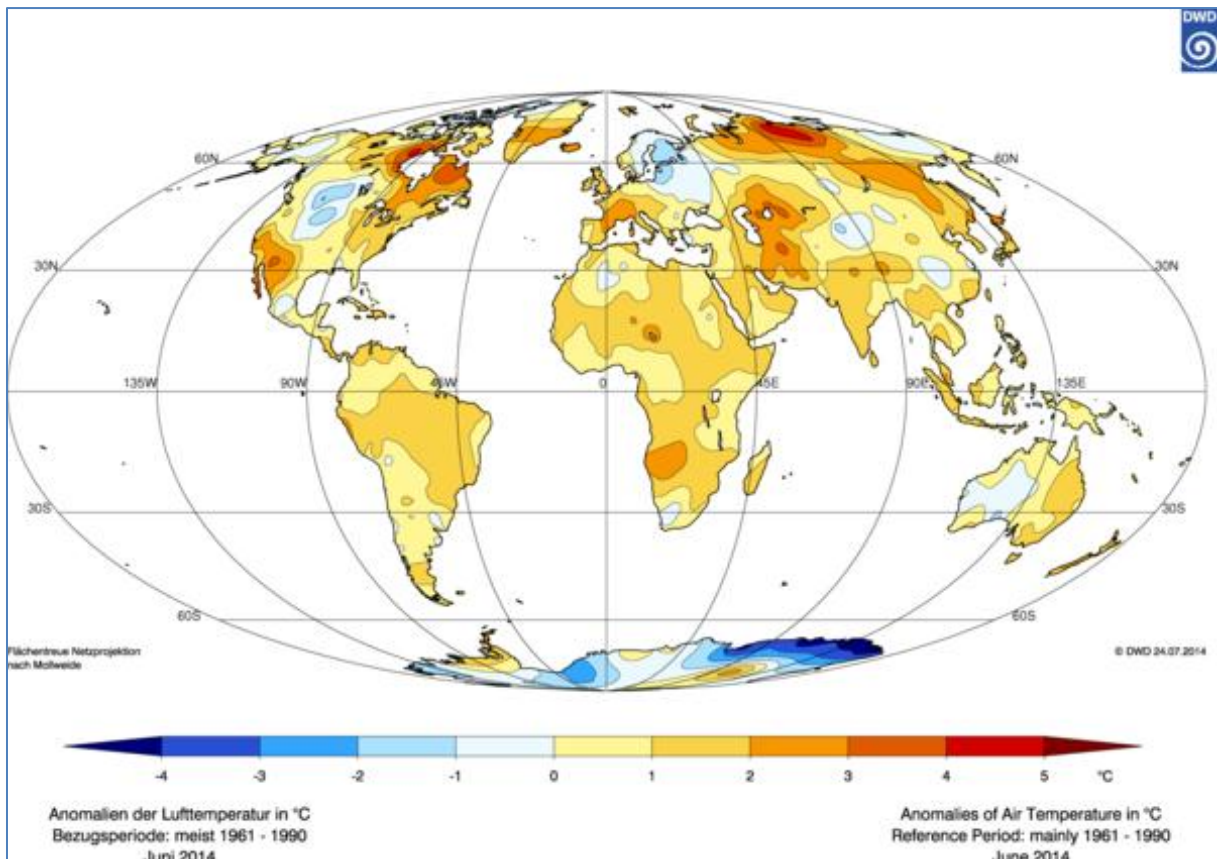 DWD
60N
60N
30N
30N
135W
90W
45W
0
45E
90E
135E
30S
30S
60S
60S
Flächentreue Netzprojektion
nach Mollweide
© DWD 24.07.2014
-4
-3
-2
-1
0
1
2
3
4
5
°C
Anomalien der Lufttemperatur in °C
Bezugsperiode: meist 1961 - 1990
Juni 2014
Anomalies of Air Temperature in °C
Reference Period: mainly 1961 - 1990
June 2014